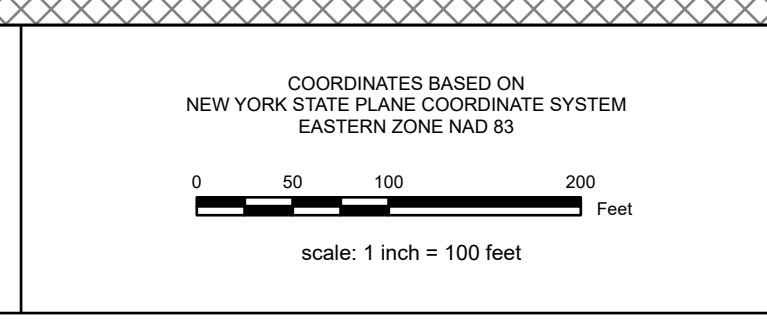 COORDINATES BASED ON
NEW YORK STATE PLANE COORDINATE SYSTEM
EASTERN ZONE NAD 83
0 50 100 200
Feet
scale: 1 inch = 100 feet